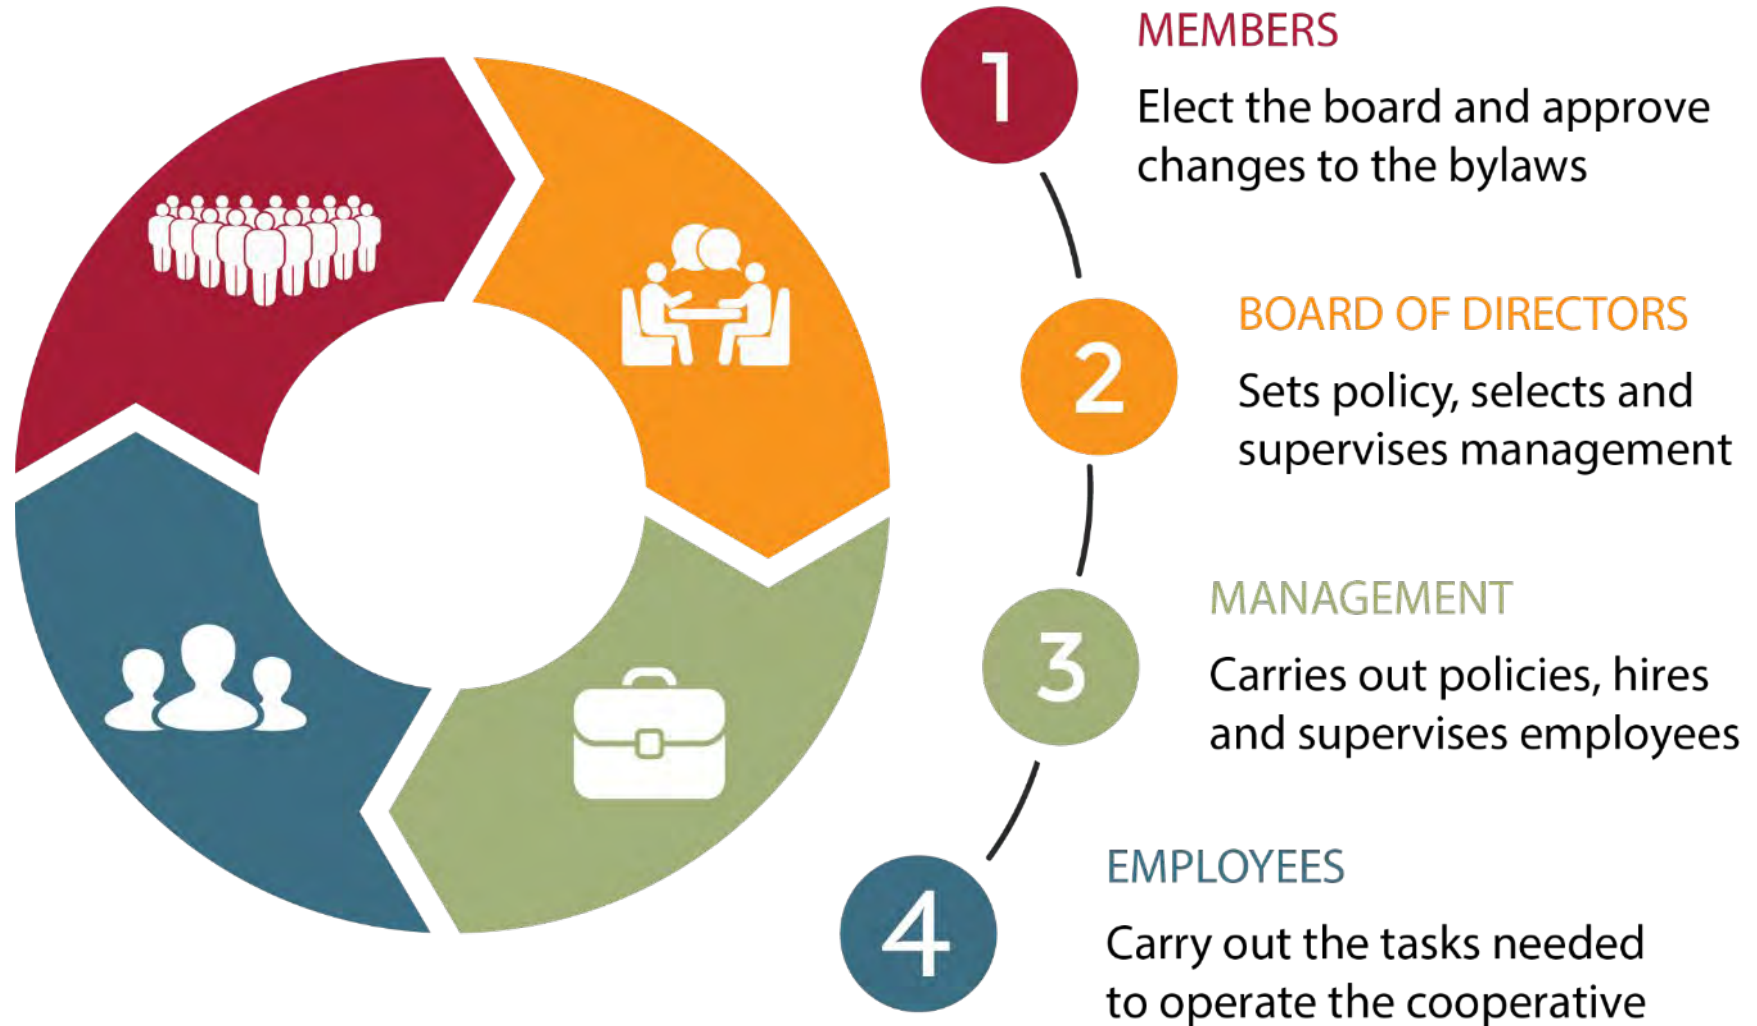 1
MEMBERS
Elect the board and approve
changes to the bylaws
2
BOARD OF DIRECTORS
Sets policy, selects and
supervises management
3
MANAGEMENT
Carries out policies, hires
and supervises employees
4
EMPLOYEES
Carry out the tasks needed
to operate the cooperative